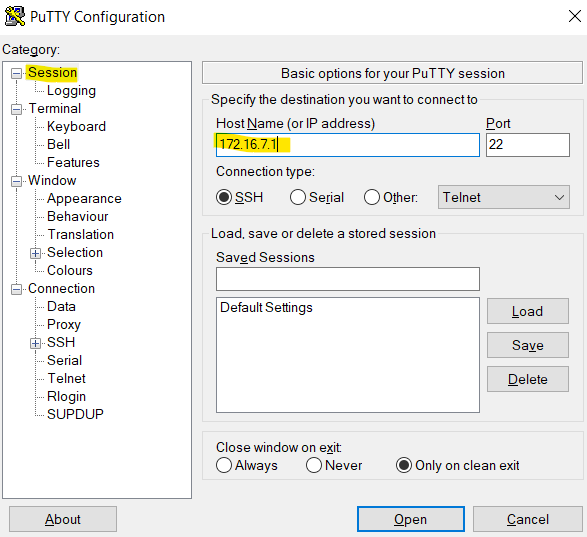 PuTTY Configuration
Category:
Session
Logging
Terminal
Keyboard
Bell
Features
Window
Appearance
Behaviour
Translation
Selection
Colours
Connection
Data
Proxy
SSH
Serial
Telnet
Rlogin
SUPDUP
Basic options for your PuTTY session
Specify the destination you want to connect to
Host Name (or IP address) Port
172.16.7.1 22
Connection type:
SSH Serial Other: Telnet
Load, save or delete a stored session
Saved Sessions
Default Settings
Load
Save
Delete
Close window on exit:
Always Never Only on clean exit
About Open Cancel